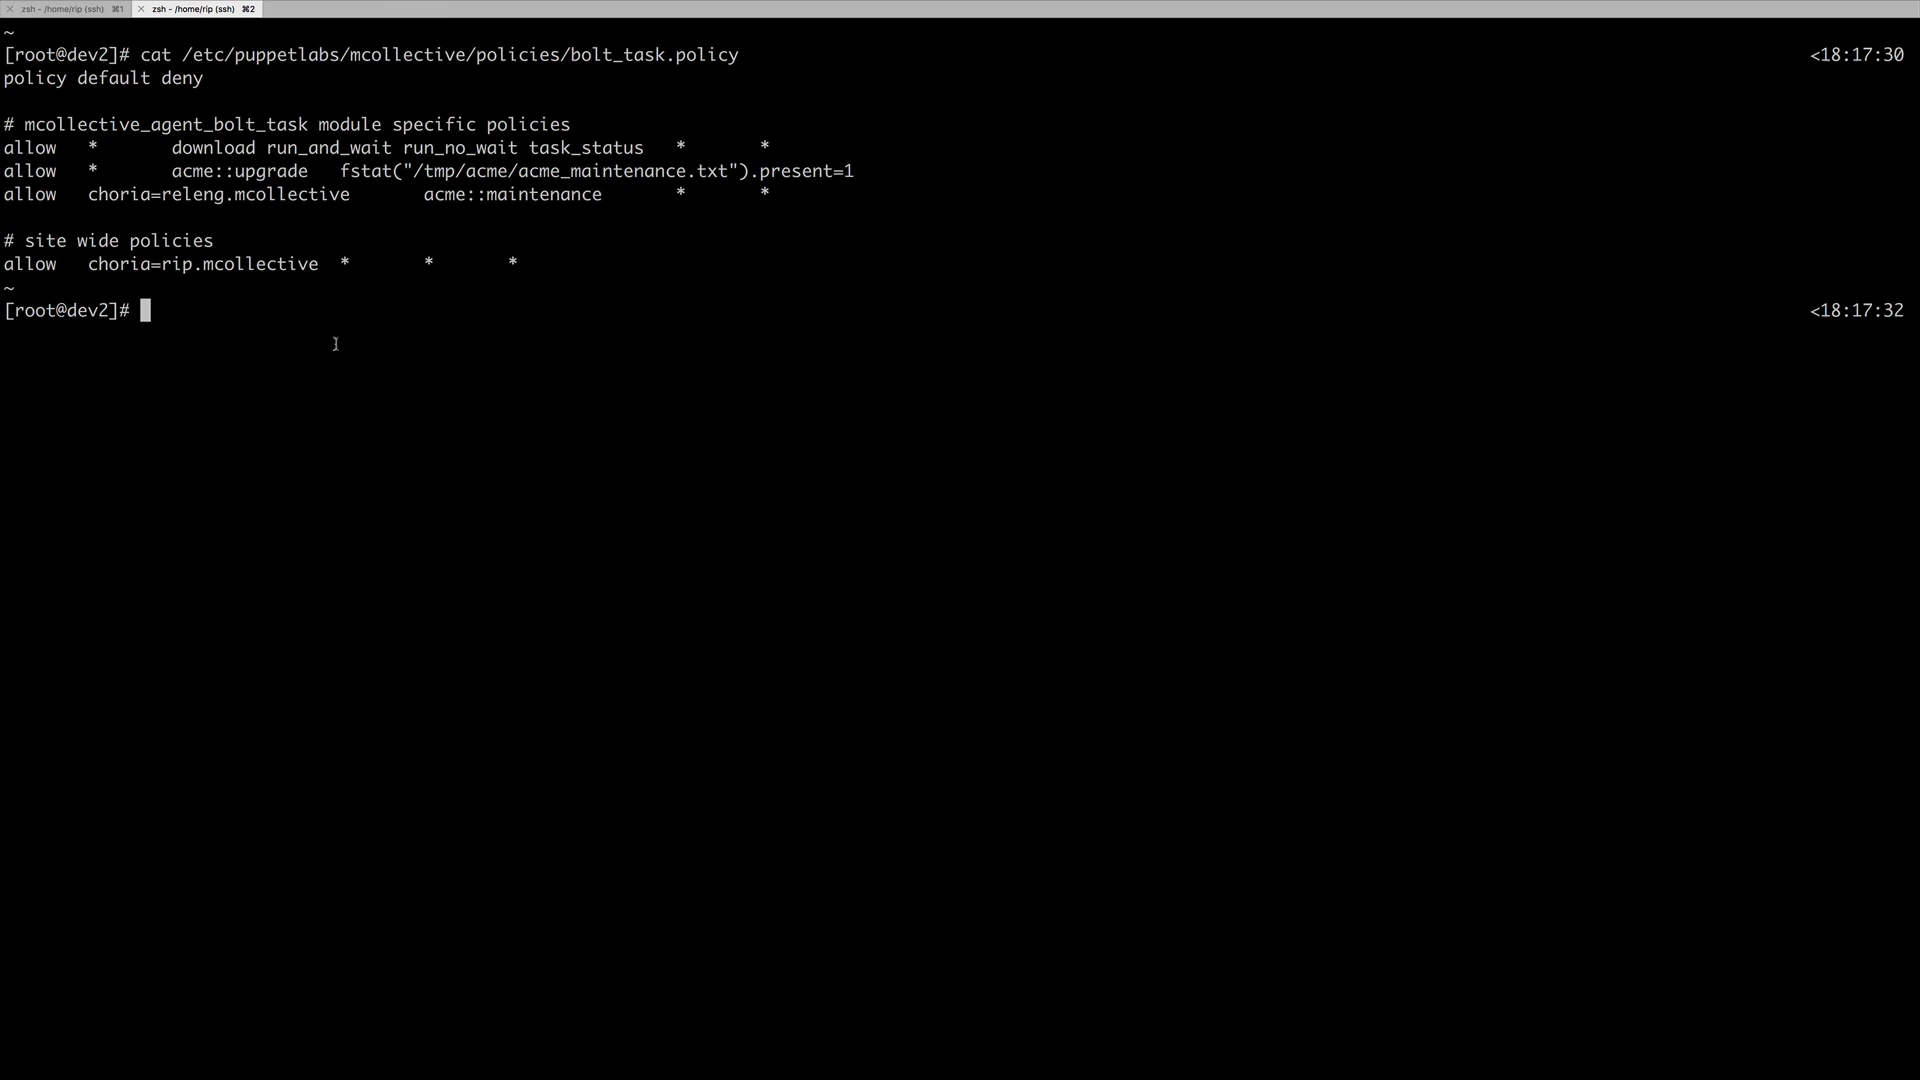 zsh - /home/rip (ssh) ⌘1 zsh - /home/rip (ssh) ⌘2
~
[root@dev2]# cat /etc/puppetlabs/mcollective/policies/bolt_task.policy <18:17:30
policy default deny
# mcollective_agent_bolt_task module specific policies
allow * download run_and_wait run_no_wait task_status * *
allow * acme::upgrade fstat("/tmp/acme/acme_maintenance.txt").present=1
allow choria=releng.mcollective acme::maintenance * *
# site wide policies
allow choria=rip.mcollective * * *
~
[root@dev2]# <18:17:32